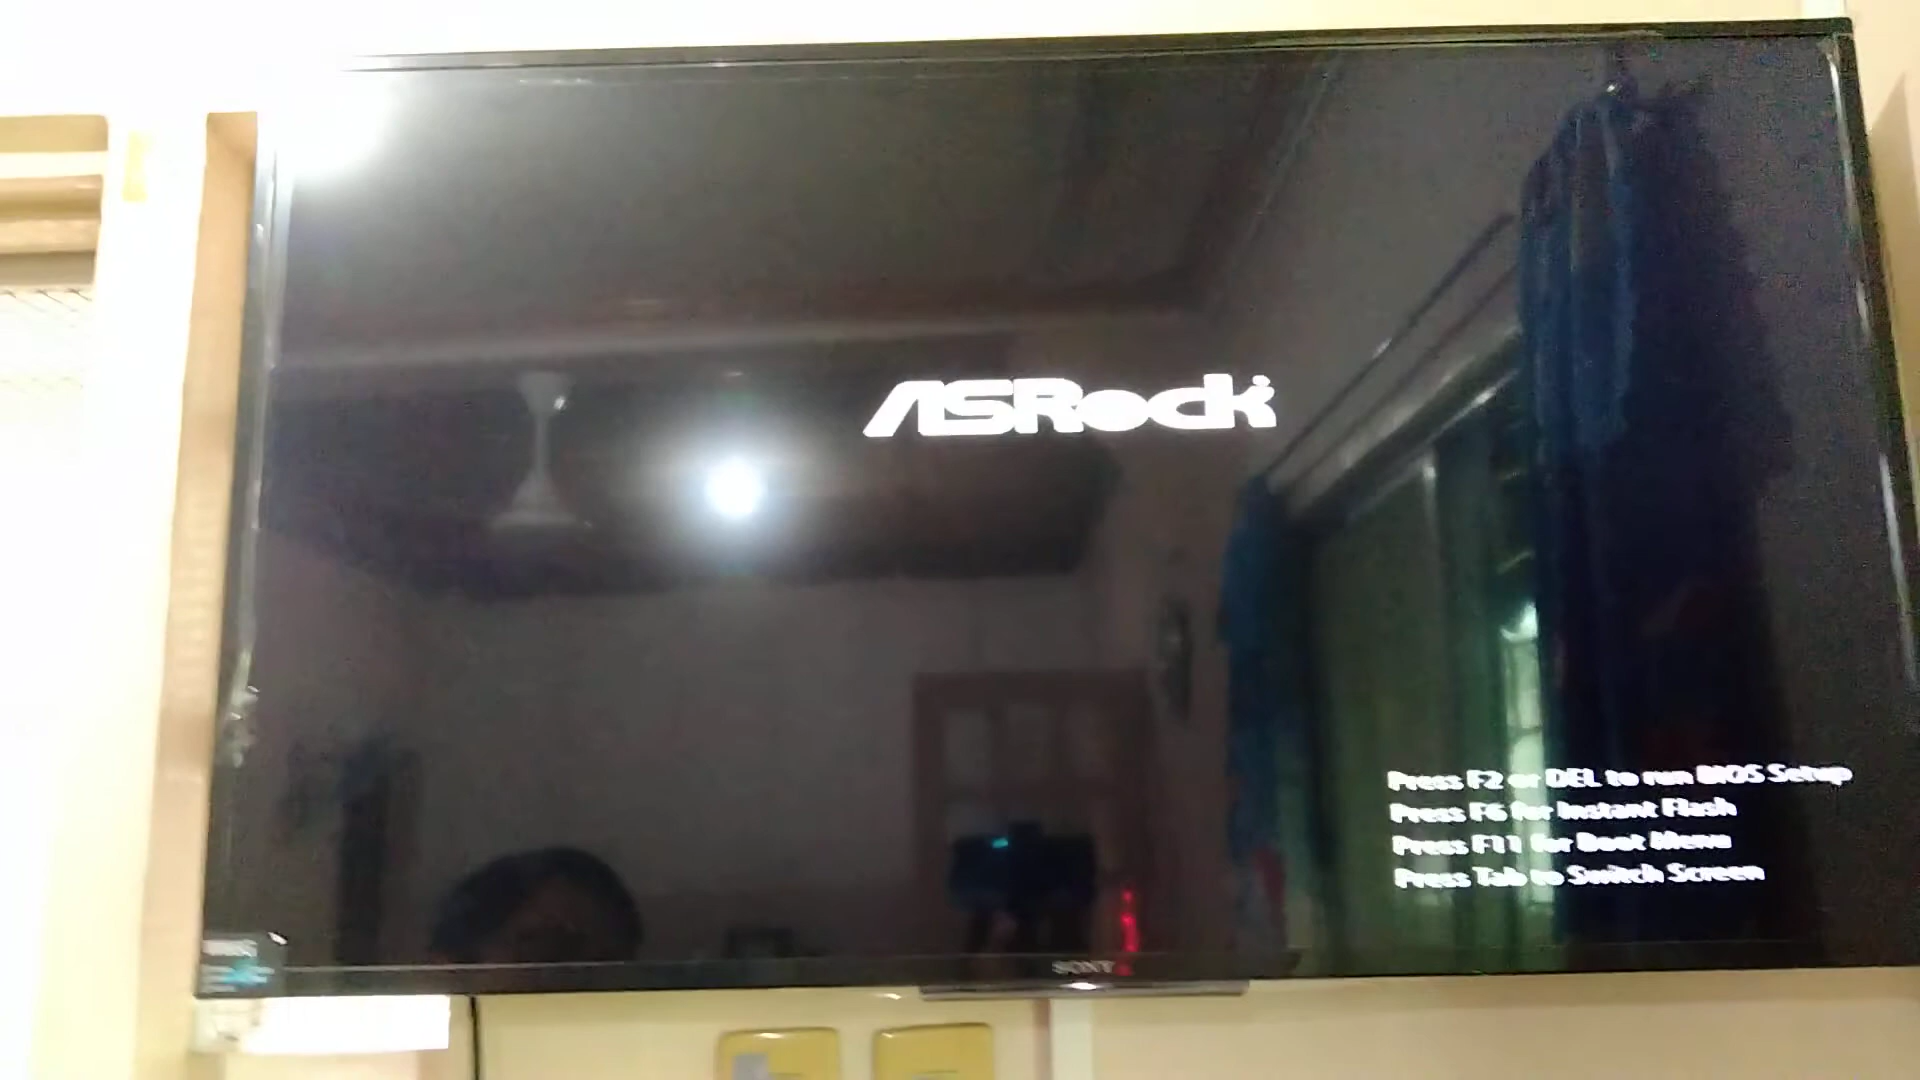 ASRock
Press F2 or DEL to run BIOS Setup
Press F6 for Instant Flash
Press F11 for Boot Menu
Press Tab to Switch Screen
SONY